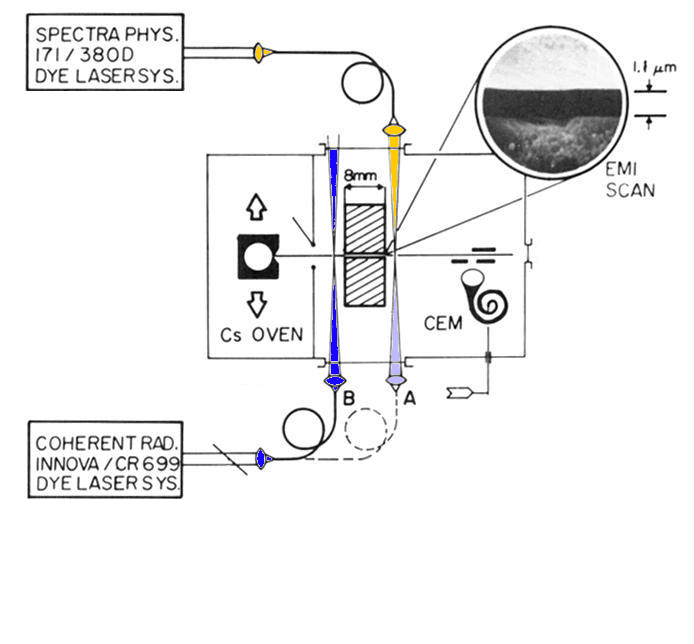 SPECTRA PHYS.
171 / 380D
DYE LASER SYS.
1.1 μm
EMI
SCAN
8mm
Cs OVEN
CEM
B
A
COHERENT RAD.
INNOVA / CR 699
DYE LASER SYS.